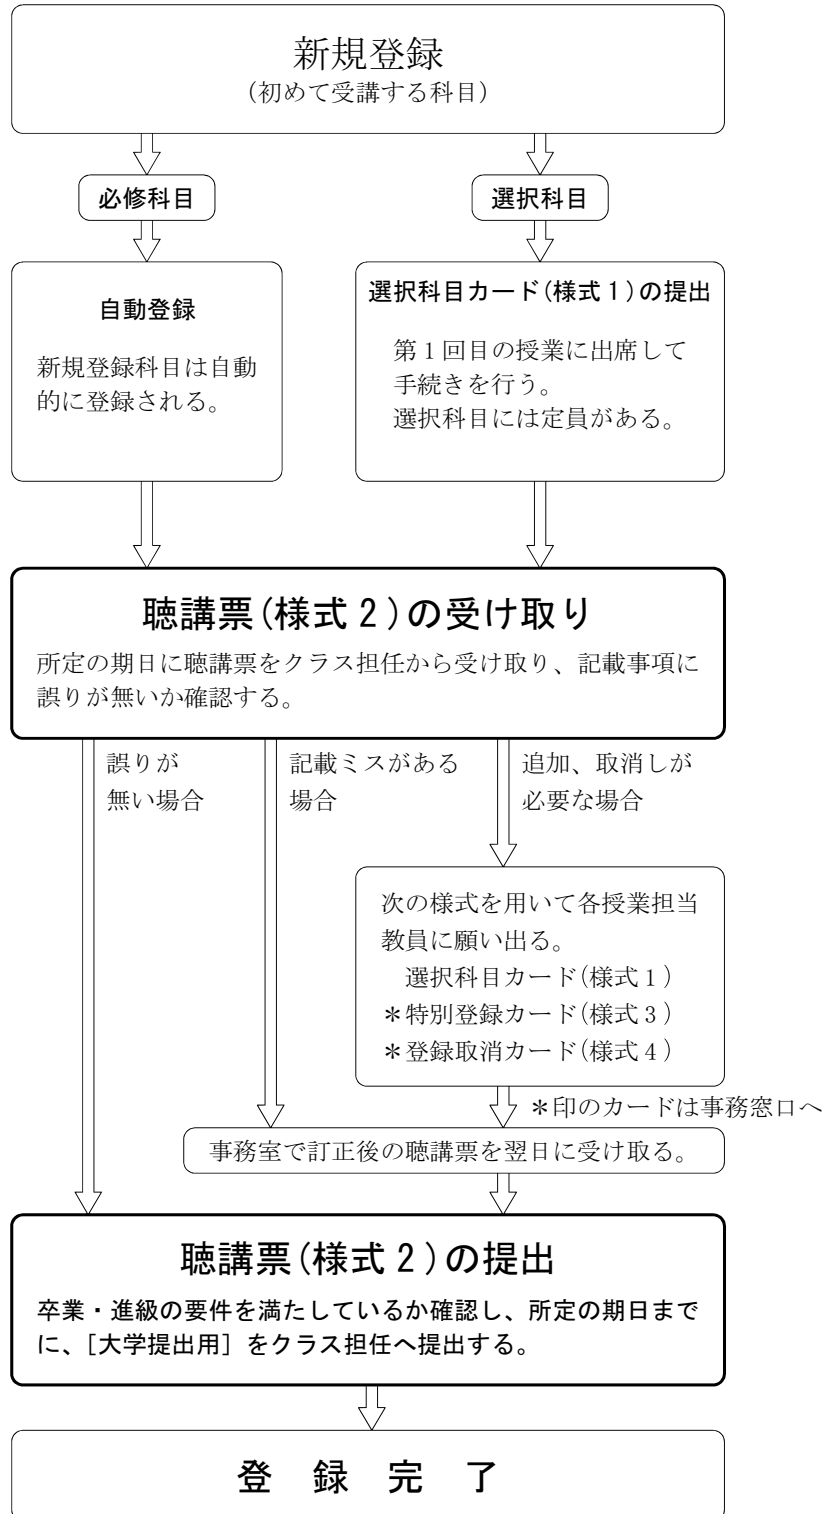 新規登録
(初めて受講する科目)
必修科目
選択科目
自動登録
新規登録科目は自動
的に登録される。
選択科目カード(様式1)の提出
第1回目の授業に出席して
手続きを行う。
選択科目には定員がある。
聴講票(様式2)の受け取り
所定の期日に聴講票をクラス担任から受け取り、記載事項に
誤りが無いか確認する。
誤りが
無い場合
記載ミスがある
場合
追加、取消しが
必要な場合
次の様式を用いて各授業担当
教員に願い出る。
選択科目カード(様式1)
＊特別登録カード(様式3)
＊登録取消カード(様式4)
＊印のカードは事務窓口へ
事務室で訂正後の聴講票を翌日に受け取る。
聴講票(様式2)の提出
卒業・進級の要件を満たしているか確認し、所定の期日まで
に、[大学提出用]をクラス担任へ提出する。
登　録　完　了